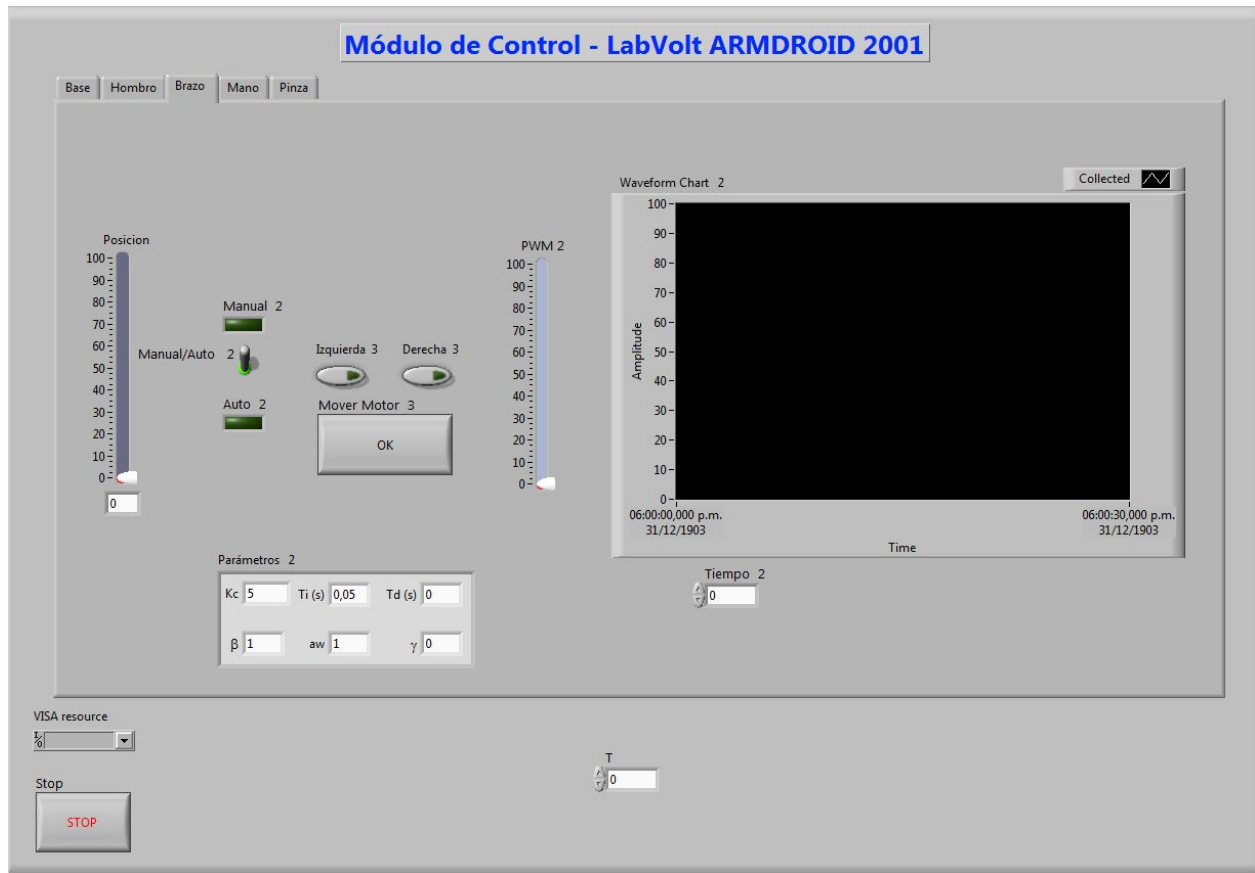 Módulo de Control - LabVolt ARMDROID 2001
Base Hombro Brazo Mano Pinza
Posicion
100
90
80
70
60
50
40
30
20
10
0
0
Manual 2
Manual/Auto 2
Auto 2
Izquierda 3 Derecha 3
Mover Motor 3
OK
PWM 2
100
90
80
70
60
50
40
30
20
10
0
Waveform Chart 2
Collected
Amplitude
100
90
80
70
60
50
40
30
20
10
0
06:00:00,000 p.m.
31/12/1903
06:00:30,000 p.m.
31/12/1903
Time
Tiempo 2
0
Parámetros 2
Kc 5 Ti (s) 0,05 Td (s) 0
β 1 aw 1 γ 0
VISA resource
I/O
Stop
STOP
T
0